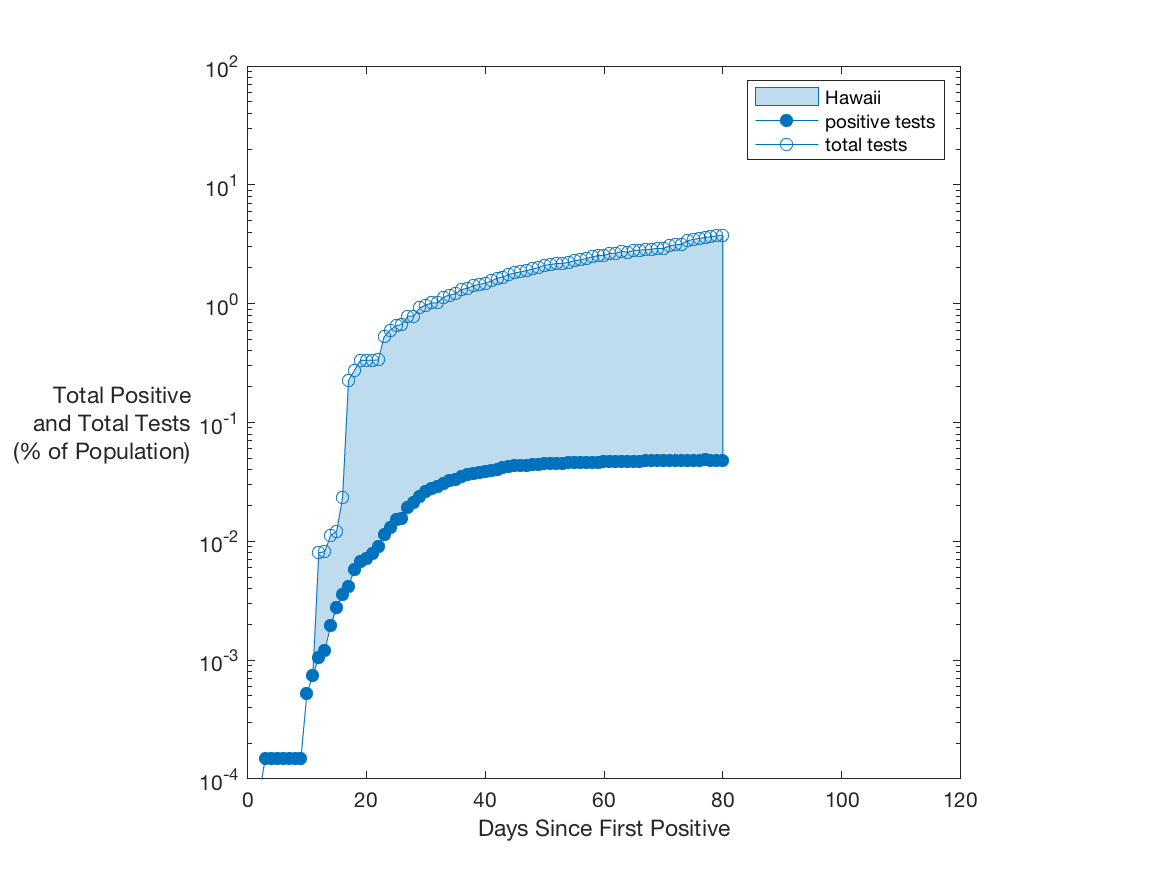 10^2
10^1
10^0
10^-1
10^-2
10^-3
10^-4
Total Positive
and Total Tests
(% of Population)
Hawaii
positive tests
total tests
0 20 40 60 80 100 120
Days Since First Positive